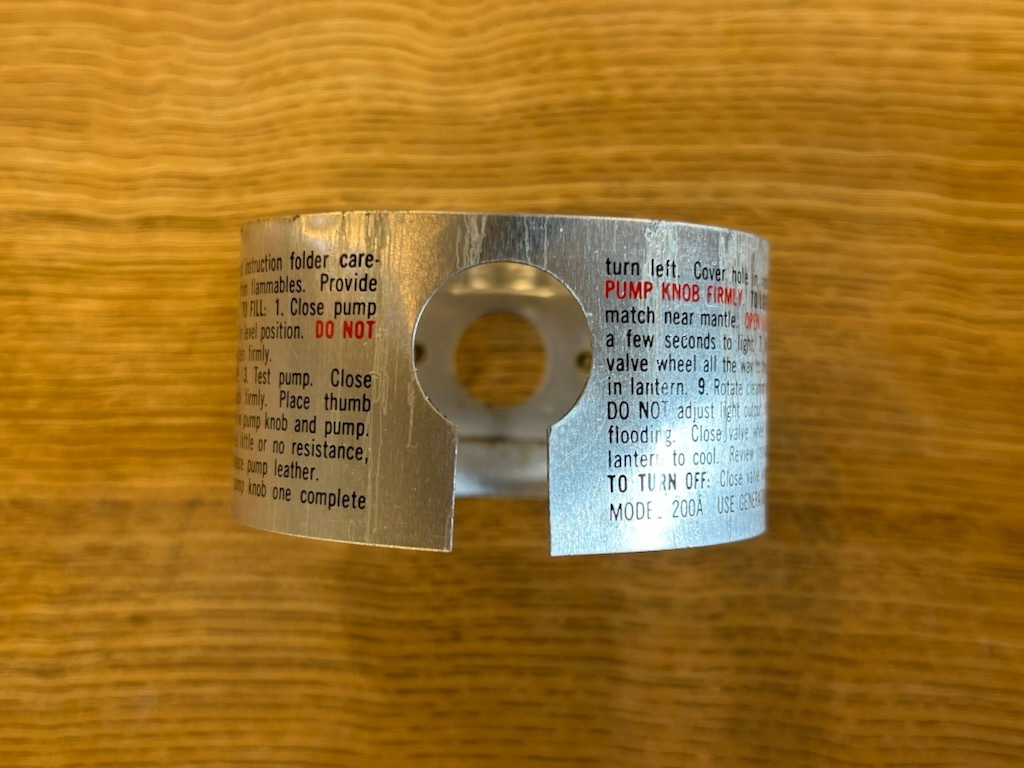 instruction folder care-
flammables. Provide
TO FILL: 1. Close pump
level position. DO NOT
firmly.
3. Test pump. Close
firmly. Place thumb
pump knob and pump.
little or no resistance,
pump leather.
knob one complete
turn left. Cover hole
PUMP KNOB FIRMLY.
match near mantle. OPEN
a few seconds to light.
valve wheel all the way
in lantern. 9. Rotate
DO NOT adjust light output
flooding. Close valve
lantern to cool. Review
TO TURN OFF: Close valve
MODEL 200A USE